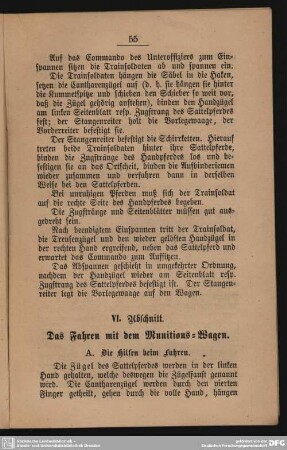 55
Auf das Commando des Unteroffiziers zum Ein-
spannen sitzen die Trainsoldaten ab und spannen ein.
Die Trainsoldaten hängen die Säbel in die Haken,
setzen die Cantharenzügel auf (d. h. sie hängen sie hinter
die Kummetspitze und schieben den Schieber so weit vor,
daß die Zügel gehörig anstehen), binden den Handzügel
am linken Seitenblatt resp. Zugstrang des Sattelpferdes
fest; der Stangenreiter holt die Vorlegewaage, der
Vorderreiter befestigt sie.
Der Stangenreiter befestigt die Schirrketten. Hierauf
treten beide Trainsoldaten hinter ihre Sattelpferde,
binden die Zugstränge des Handpferdes los und be-
festigen sie an das Ortscheit, binden die
wieder zusammen und verfahren dann in derselben
Weise bei den Sattelpferden.
Bei unruhigen Pferden muß sich der Trainsoldat
auf die rechte Seite des Handpferdes begeben.
Die Zugstränge und Seitenblätter müssen gut aus-
gedreht sein.
Nach beendigtem Einspannen tritt der Trainsoldat,
die Trensenzügel und den wieder gelösten Handzügel in
der rechten Hand ergreifend, neben das Sattelpferd und
erwartet das Commando zum Aufsitzen.
Das Abspannen geschieht in umgekehrter Ordnung,
nachdem der Handzügel wieder am Seitenblatt resp.
Zugstrang des Sattelpferdes befestigt ist. Der Stangen-
reiter legt die Vorlegewaage auf den Wagen.
VI. Abschnitt.
Das Fahren mit dem Munitions-Wagen.
A. Die Hilfen beim Fahren.
Die Zügel des Sattelpferdes werden in der linken
Hand gehalten, welche deswegen die Zügelfaust genannt
wird. Die Cantharenzügel werden durch den vierten
Finger getheilt, gehen durch die volle Hand, hängen